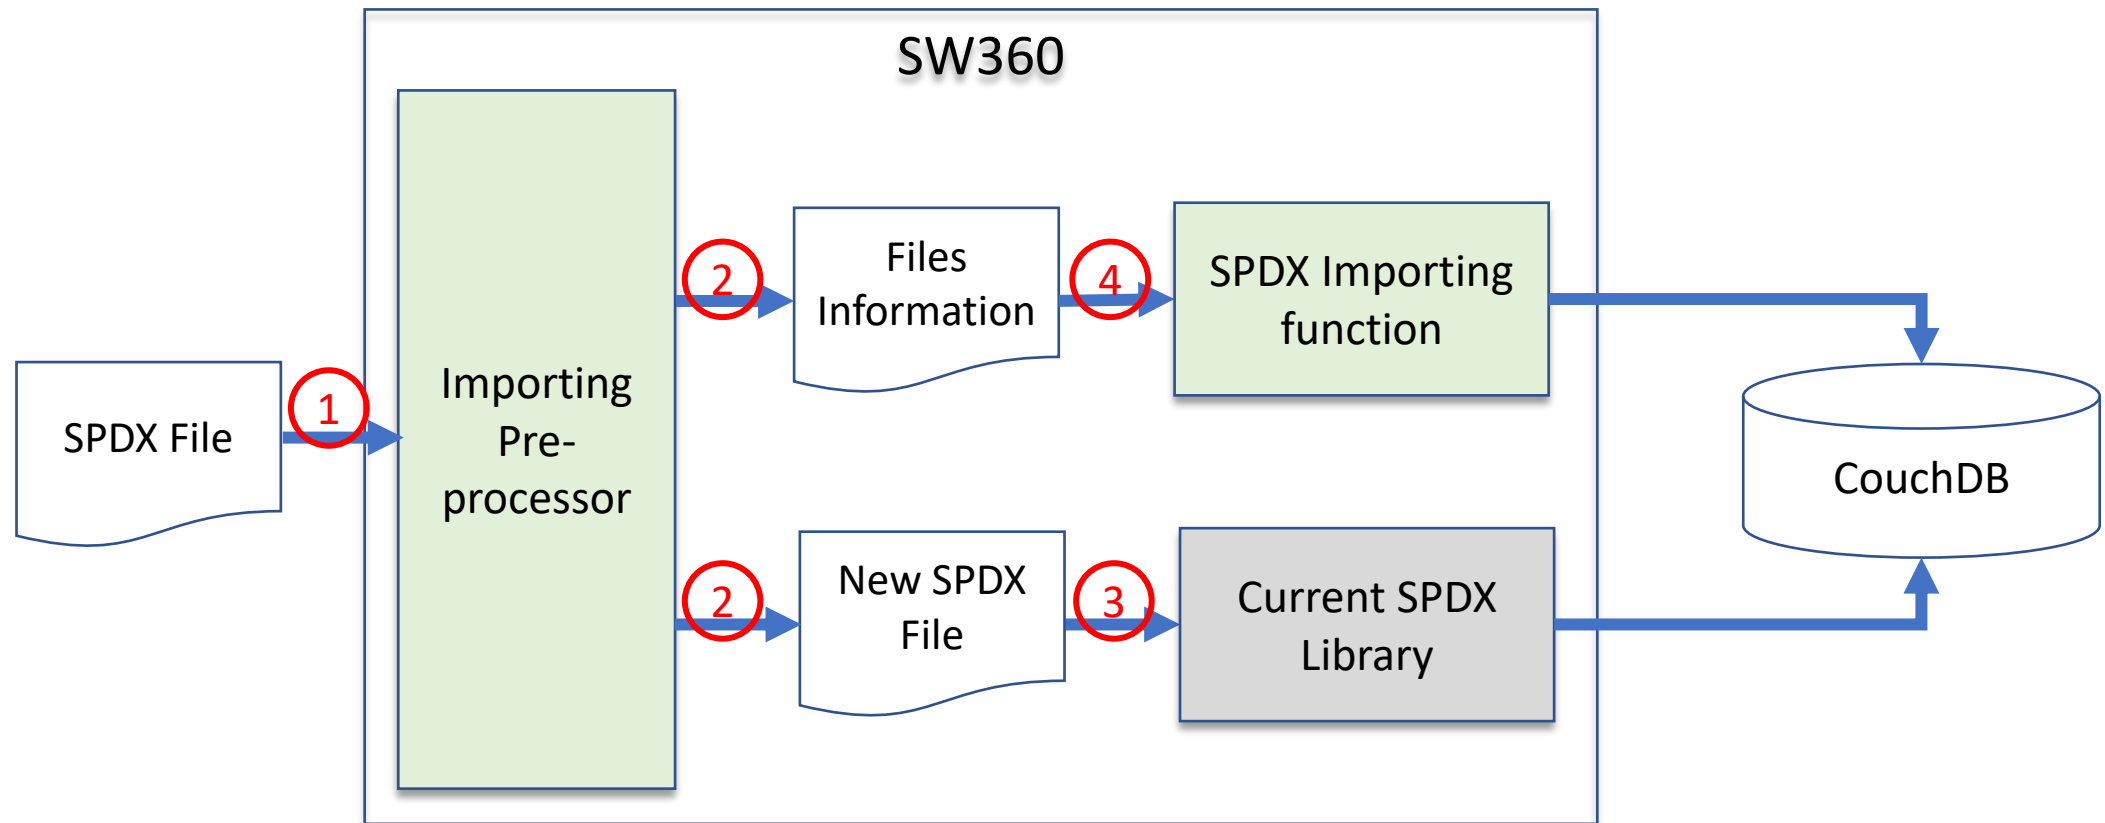 SW360
SPDX File
1
Importing
Pre-
processor
2
Files
Information
4
SPDX Importing
function
2
New SPDX
File
3
Current SPDX
Library
CouchDB